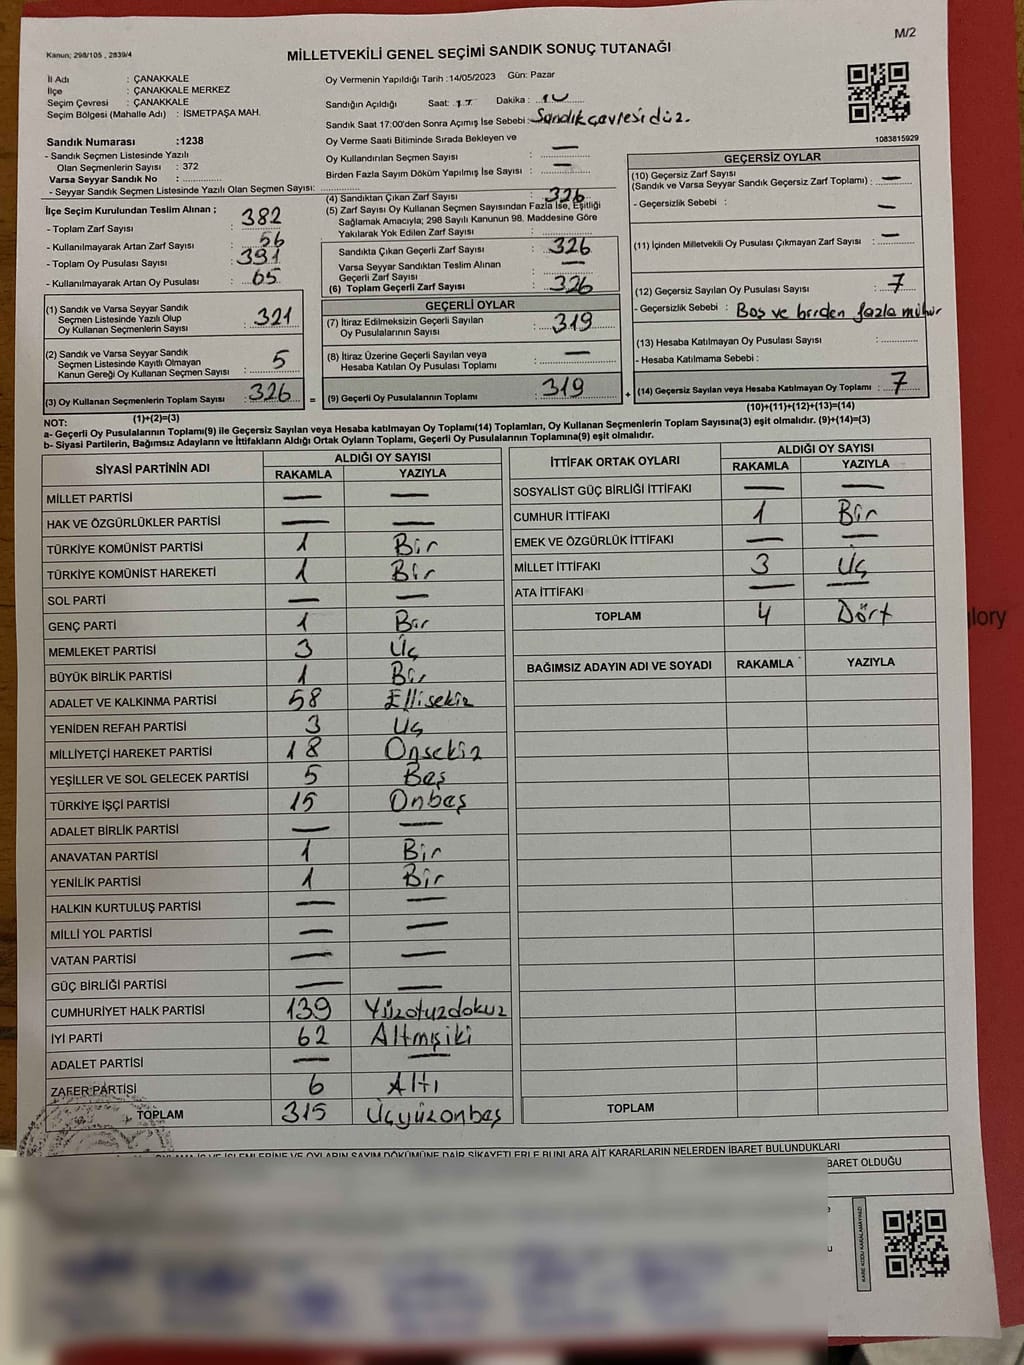 M/2
Kanun; 298/105 , 2839/4
MİLLETVEKİLİ GENEL SEÇİMİ SANDIK SONUÇ TUTANAĞI
İl Adı : ÇANAKKALE
İlçe : ÇANAKKALE MERKEZ
Seçim Çevresi : ÇANAKKALE
Seçim Bölgesi (Mahalle Adı) : İSMETPAŞA MAH.
Sandık Numarası :1238
- Sandık Seçmen Listesinde Yazılı
Olan Seçmenlerin Sayısı : 372
Varsa Seyyar Sandık No :
- Seyyar Sandık Seçmen Listesinde Yazılı Olan Seçmen Sayısı:
Oy Vermenin Yapıldığı Tarih :14/05/2023 Gün: Pazar
Sandığın Açıldığı Saat: 17 Dakika : 10
Sandık Saat 17:00'den Sonra Açımış İse Sebebi: Sandık çevresi düz.
Oy Verme Saati Bitiminde Sırada Bekleyen ve
Oy Kullandırılan Seçmen Sayısı : —
Birden Fazla Sayım Döküm Yapılmış İse Sayısı : —
1083815929
İlçe Seçim Kurulundan Teslim Alınan ;
- Toplam Zarf Sayısı : 382
- Kullanılmayarak Artan Zarf Sayısı : 56
- Toplam Oy Pusulası Sayısı : 391
- Kullanılmayarak Artan Oy Pusulası : 65
(1) Sandık ve Varsa Seyyar Sandık
Seçmen Listesinde Yazılı Olup
Oy Kullanan Seçmenlerin Sayısı : 321
(2) Sandık ve Varsa Seyyar Sandık
Seçmen Listesinde Kayıtlı Olmayan
Kanun Gereği Oy Kullanan Seçmen Sayısı : 5
(3) Oy Kullanan Seçmenlerin Toplam Sayısı : 326 =
(4) Sandıktan Çıkan Zarf Sayısı : 326
(5) Zarf Sayısı Oy Kullanan Seçmen Sayısından Fazla İse, Eşitliği
Sağlamak Amacıyla; 298 Sayılı Kanunun 98. Maddesine Göre
Yakılarak Yok Edilen Zarf Sayısı :
Sandıkta Çıkan Geçerli Zarf Sayısı : 326
Varsa Seyyar Sandıktan Teslim Alınan
Geçerli Zarf Sayısı : —
(6) Toplam Geçerli Zarf Sayısı : 326
GEÇERLİ OYLAR
(7) İtiraz Edilmeksizin Geçerli Sayılan
Oy Pusulalarının Sayısı : 319
(8) İtiraz Üzerine Geçerli Sayılan veya
Hesaba Katılan Oy Pusulası Toplamı : —
(9) Geçerli Oy Pusulalarının Toplamı : 319 +
GEÇERSİZ OYLAR
(10) Geçersiz Zarf Sayısı
(Sandık ve Varsa Seyyar Sandık Geçersiz Zarf Toplamı) : —
- Geçersizlik Sebebi : —
(11) İçinden Milletvekili Oy Pusulası Çıkmayan Zarf Sayısı : —
(12) Geçersiz Sayılan Oy Pusulası Sayısı : 7
- Geçersizlik Sebebi : Boş ve birden fazla mühür
(13) Hesaba Katılmayan Oy Pusulası Sayısı :
- Hesaba Katılmama Sebebi :
(14) Geçersiz Sayılan veya Hesaba Katılmayan Oy Toplamı : 7
(1)+(2)=(3)
(10)+(11)+(12)+(13)=(14)
NOT:
a- Geçerli Oy Pusulalarının Toplamı(9) ile Geçersiz Sayılan veya Hesaba katılmayan Oy Toplamı(14) Toplamları, Oy Kullanan Seçmenlerin Toplam Sayısına(3) eşit olmalıdır. (9)+(14)=(3)
b- Siyasi Partilerin, Bağımsız Adayların ve İttifakların Aldığı Ortak Oyların Toplamı, Geçerli Oy Pusulalarının Toplamına(9) eşit olmalıdır.
SİYASİ PARTİNİN ADI ALDIĞI OY SAYISI
RAKAMLA YAZIYLA
MİLLET PARTİSİ — —
HAK VE ÖZGÜRLÜKLER PARTİSİ — —
TÜRKİYE KOMÜNİST PARTİSİ 1 Bir
TÜRKİYE KOMÜNİST HAREKETİ 1 Bir
SOL PARTİ — —
GENÇ PARTİ 1 Bir
MEMLEKET PARTİSİ 3 Üç
BÜYÜK BİRLİK PARTİSİ 1 Bir
ADALET VE KALKINMA PARTİSİ 58 Ellisekiz
YENİDEN REFAH PARTİSİ 3 Üç
MİLLİYETÇİ HAREKET PARTİSİ 18 Onsekiz
YEŞİLLER VE SOL GELECEK PARTİSİ 5 Beş
TÜRKİYE İŞÇİ PARTİSİ 15 Onbeş
ADALET BİRLİK PARTİSİ — —
ANAVATAN PARTİSİ 1 Bir
YENİLİK PARTİSİ 1 Bir
HALKIN KURTULUŞ PARTİSİ — —
MİLLİ YOL PARTİSİ — —
VATAN PARTİSİ — —
GÜÇ BİRLİĞİ PARTİSİ — —
CUMHURİYET HALK PARTİSİ 139 Yüzotuzdokuz
İYİ PARTİ 62 Altmışiki
ADALET PARTİSİ — —
ZAFER PARTİSİ 6 Altı
TOPLAM 315 Üçyüzonbeş
İTTİFAK ORTAK OYLARI ALDIĞI OY SAYISI
RAKAMLA YAZIYLA
SOSYALİST GÜÇ BİRLİĞİ İTTİFAKI — —
CUMHUR İTTİFAKI 1 Bir
EMEK VE ÖZGÜRLÜK İTTİFAKI — —
MİLLET İTTİFAKI 3 Üç
ATA İTTİFAKI — —
TOPLAM 4 Dört
BAĞIMSIZ ADAYIN ADI VE SOYADI RAKAMLA YAZIYLA
TOPLAM
glory
İŞLEMLERİNE VE OYLARIN SAYIM DÖKÜMÜNE DAİR ŞİKAYETLERLE BUNLARA AİT KARARLARIN NELERDEN İBARET BULUNDUKLARI
BARET OLDUĞU
KARE KODU KARALAMAYINIZ!